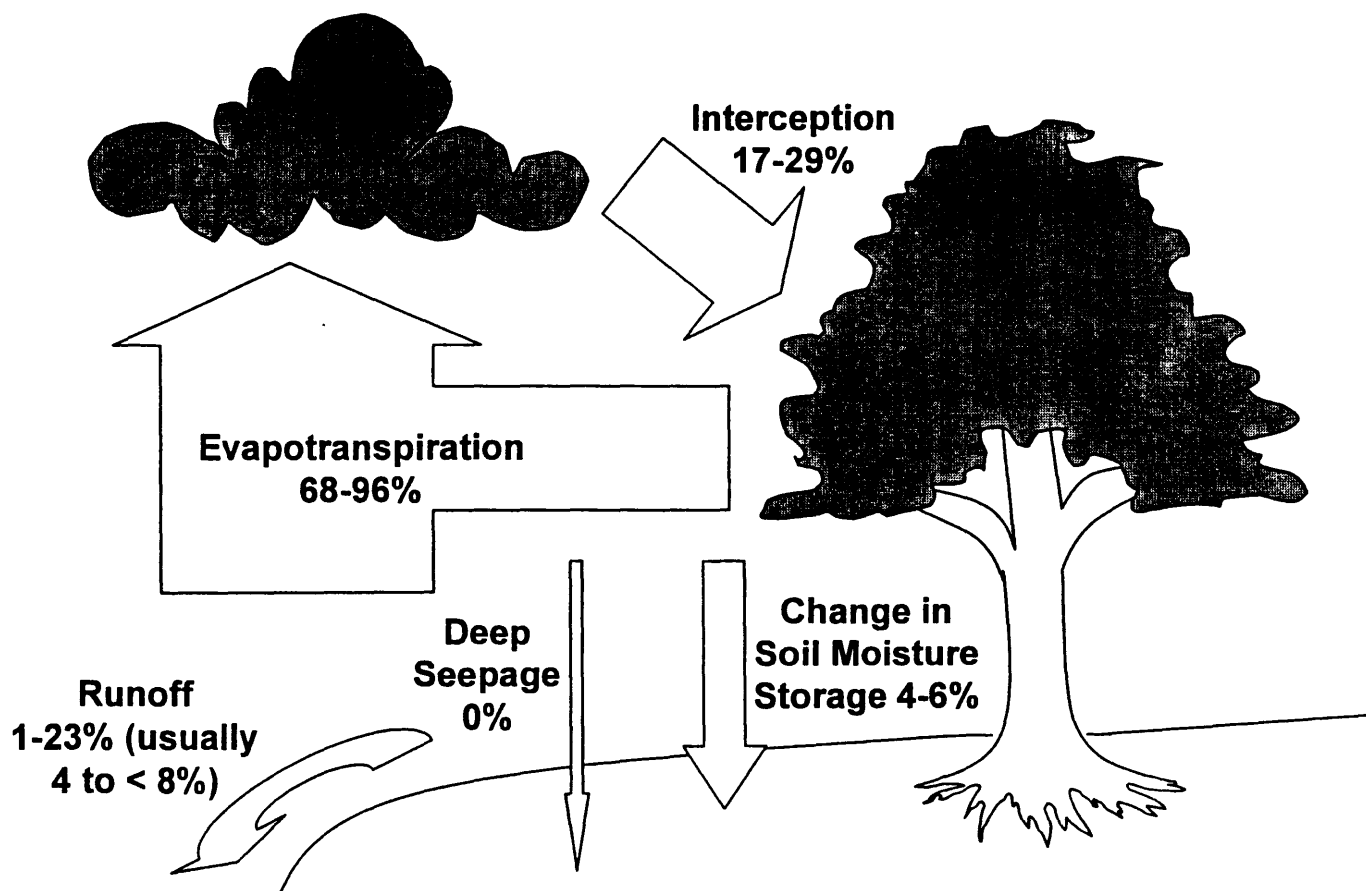 Interception
17-29%
Evapotranspiration
68-96%
Deep
Seepage
0%
Change in
Soil Moisture
Storage 4-6%
Runoff
1-23% (usually
4 to < 8%)